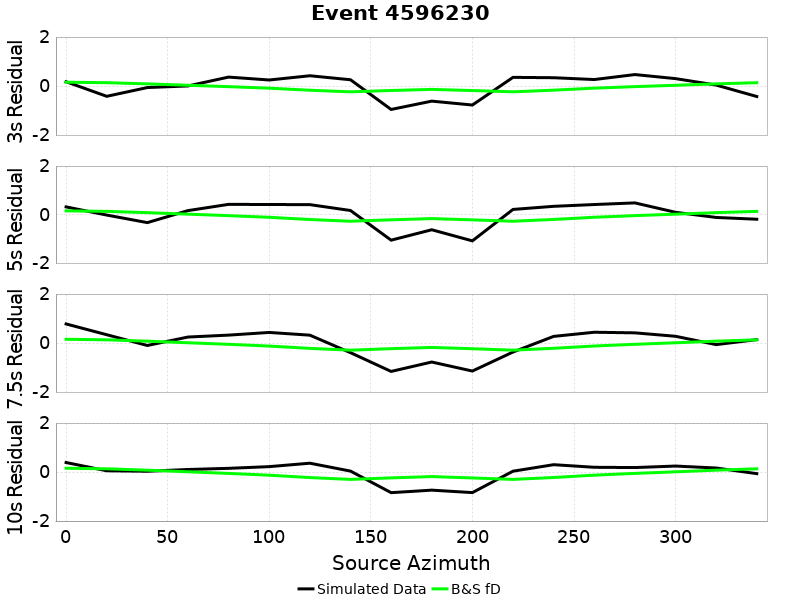 Event 4596230
3s Residual
2
0
-2
5s Residual
2
0
-2
7.5s Residual
2
0
-2
10s Residual
2
0
-2
0 50 100 150 200 250 300
Source Azimuth
Simulated Data B&S fD